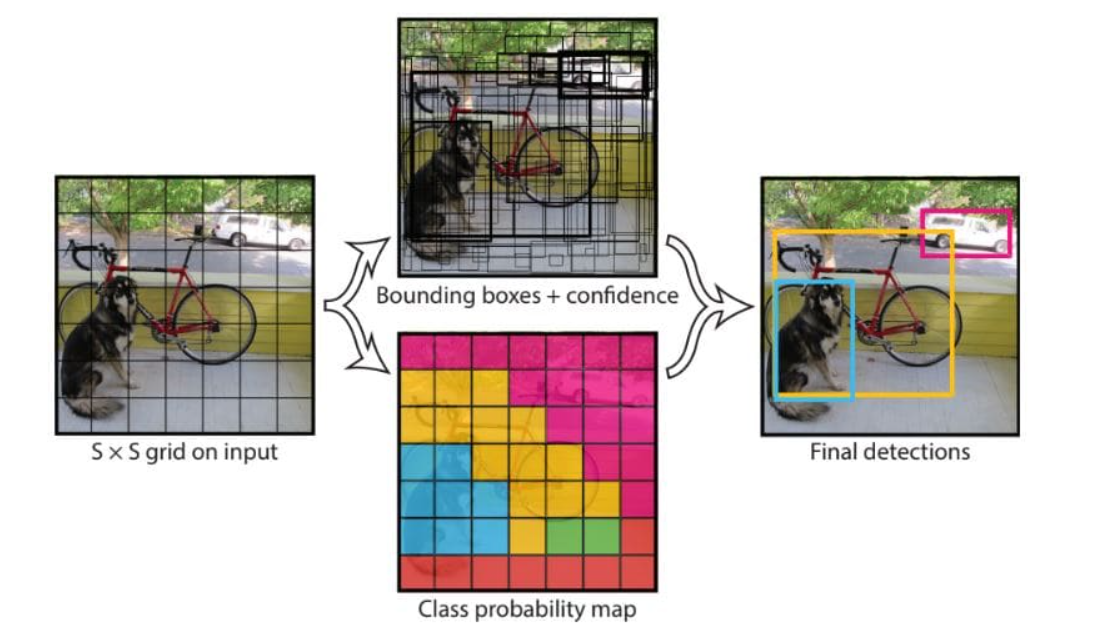 Bounding boxes + confidence
S × S grid on input
Final detections
Class probability map